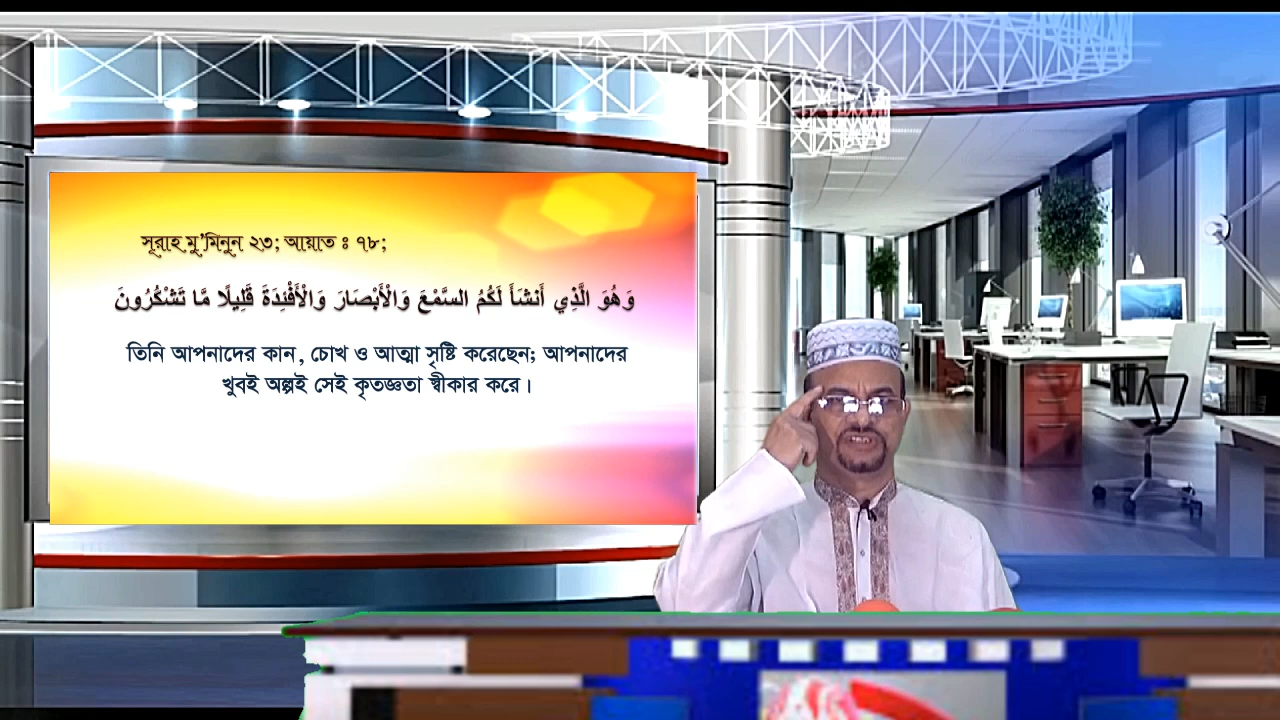 সূরাহ মু’মিনুন ২৩; আয়াত ঃ ৭৮;
وَهُوَ الَّذِي أَنشَأَ لَكُمُ السَّمْعَ وَالْأَبْصَارَ وَالْأَفْئِدَةَ قَلِيلًا مَّا تَشْكُرُونَ
তিনি আপনাদের কান, চোখ ও আত্মা সৃষ্টি করেছেন; আপনাদের
খুবই অল্পই সেই কৃতজ্ঞতা স্বীকার করে।